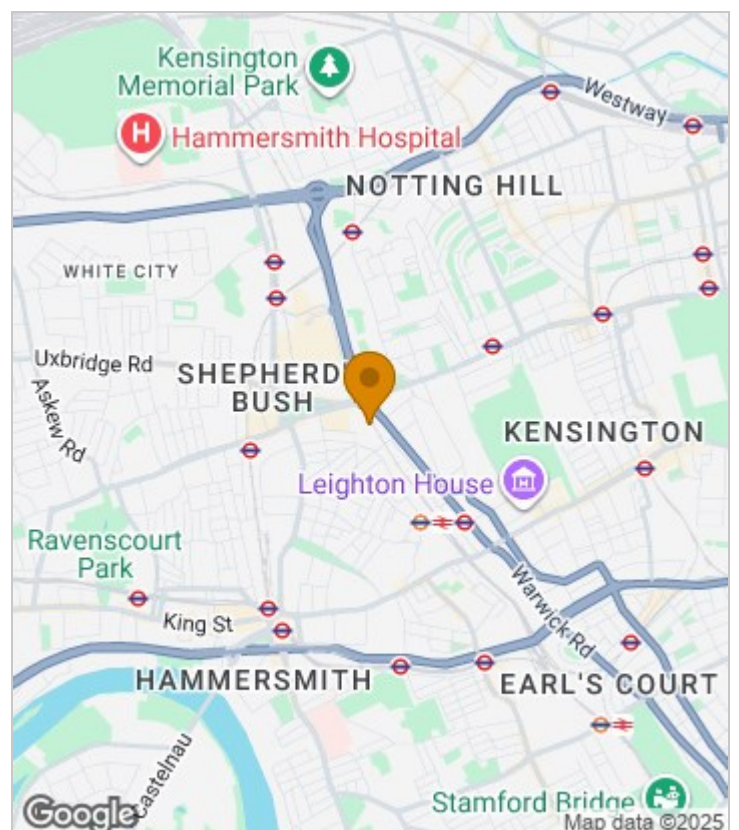 Kensington
Memorial Park
Westway
H Hammersmith Hospital
NOTTING HILL
WHITE CITY
Uxbridge Rd
SHEPHERD
BUSH
Askew Rd
KENSINGTON
Leighton House
Ravenscourt
Park
Warwick Rd
King St
HAMMERSMITH
EARL'S COURT
Castelnau
Stamford Bridge
Google
Map data ©2025